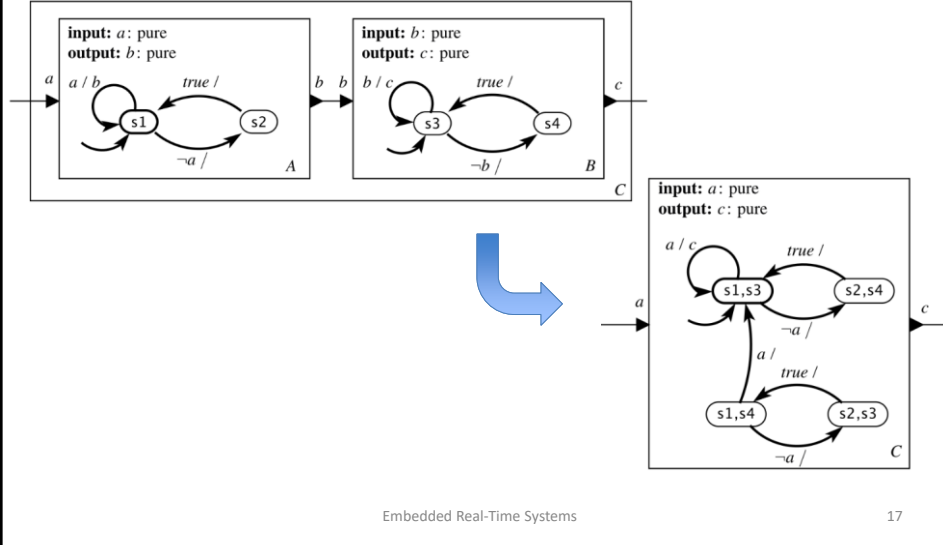 input: a: pure
output: b: pure
a
a / b
true /
s1
s2
¬a /
A
b
b
input: b: pure
output: c: pure
b / c
true /
s3
s4
¬b /
B
c
C
input: a: pure
output: c: pure
a / c
true /
s1,s3
s2,s4
a
c
¬a /
a /
true /
s1,s4
s2,s3
¬a /
C
Embedded Real-Time Systems
17